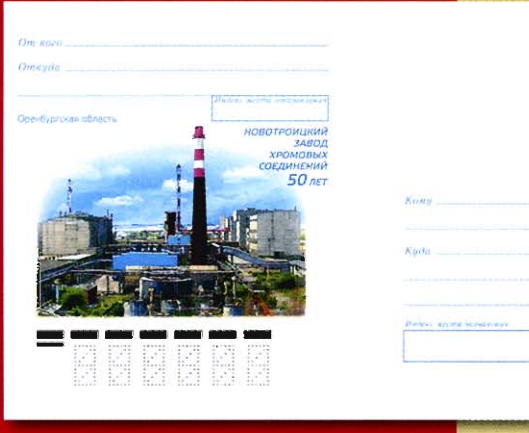 От кого
Откуда
Индекс места отправления
Оренбургская область
НОВОТРОИЦКИЙ
ЗАВОД
ХРОМОВЫХ
СОЕДИНЕНИЙ
50 ЛЕТ
Кому
Куда
Индекс места назначения